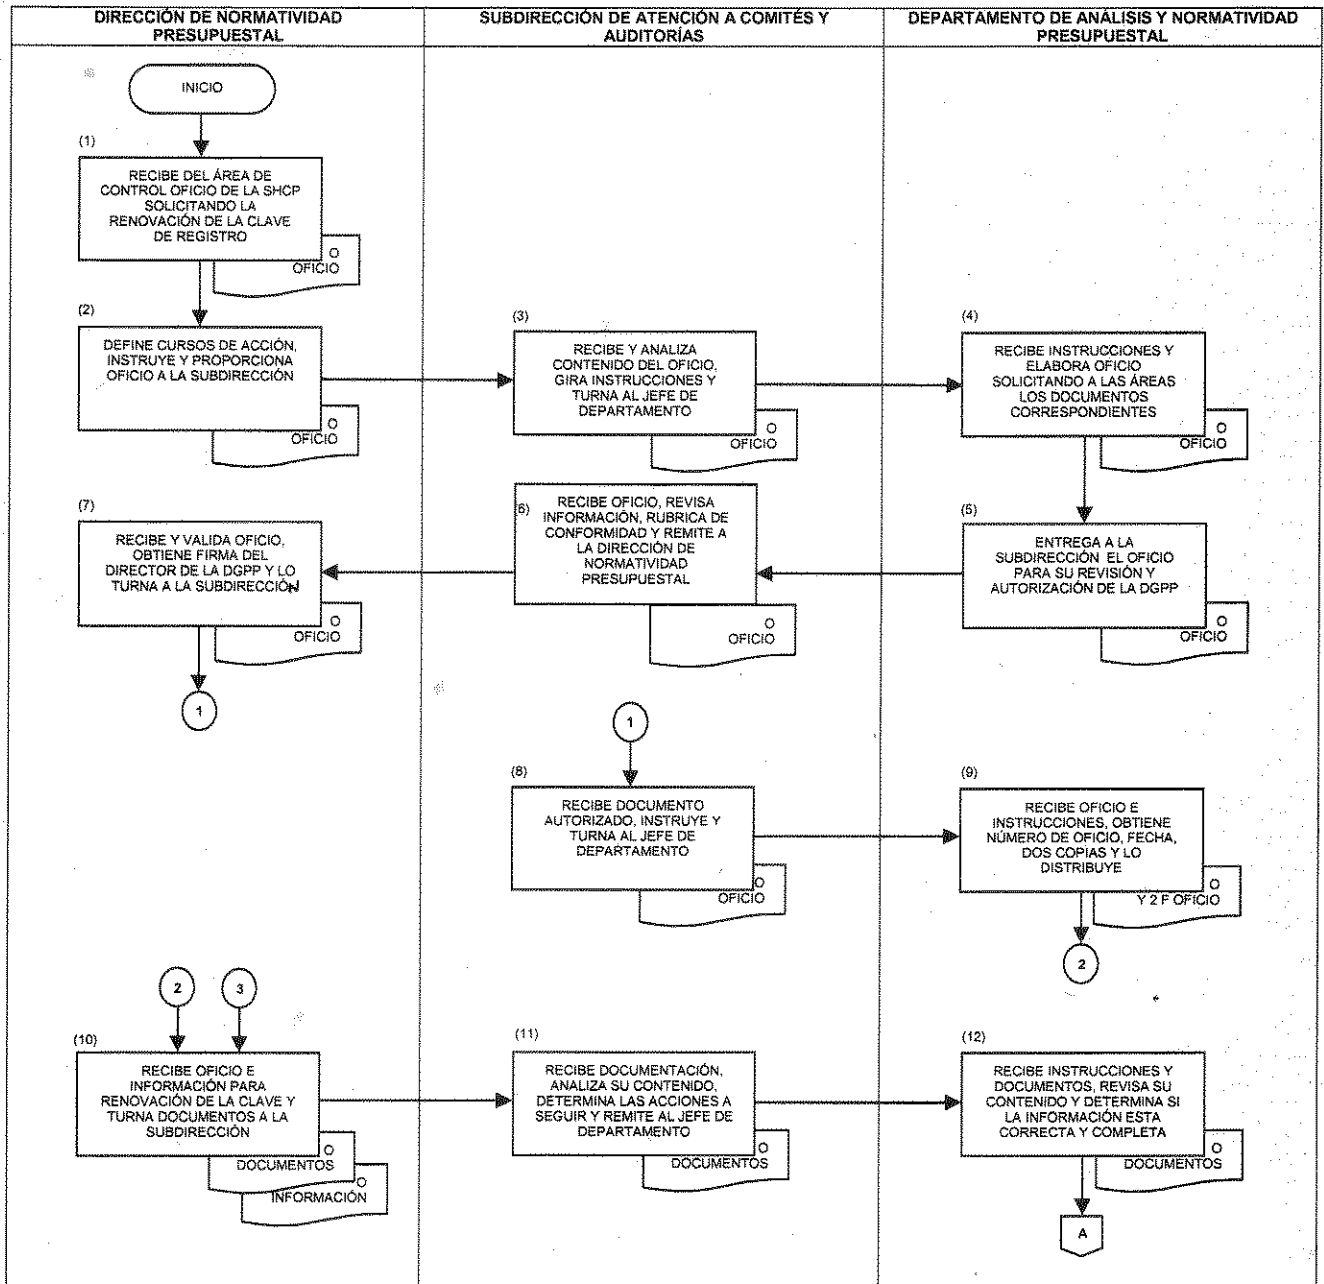 DIRECCIÓN DE NORMATIVIDAD
PRESUPUESTAL
SUBDIRECCIÓN DE ATENCIÓN A COMITÉS Y
AUDITORÍAS
DEPARTAMENTO DE ANÁLISIS Y NORMATIVIDAD
PRESUPUESTAL
INICIO
(1)
RECIBE DEL ÁREA DE
CONTROL OFICIO DE LA SHCP
SOLICITANDO LA
RENOVACIÓN DE LA CLAVE
DE REGISTRO
O
OFICIO
(2)
DEFINE CURSOS DE ACCIÓN,
INSTRUYE Y PROPORCIONA
OFICIO A LA SUBDIRECCIÓN
O
OFICIO
(3)
RECIBE Y ANALIZA
CONTENIDO DEL OFICIO,
GIRA INSTRUCCIONES Y
TURNA AL JEFE DE
DEPARTAMENTO
O
OFICIO
(4)
RECIBE INSTRUCCIONES Y
ELABORA OFICIO
SOLICITANDO A LAS ÁREAS
LOS DOCUMENTOS
CORRESPONDIENTES
O
OFICIO
(5)
ENTREGA A LA
SUBDIRECCIÓN EL OFICIO
PARA SU REVISIÓN Y
AUTORIZACIÓN DE LA DGPP
O
OFICIO
6)
RECIBE OFICIO, REVISA
INFORMACIÓN, RUBRICA DE
CONFORMIDAD Y REMITE A
LA DIRECCIÓN DE
NORMATIVIDAD
PRESUPUESTAL
O
OFICIO
(7)
RECIBE Y VALIDA OFICIO,
OBTIENE FIRMA DEL
DIRECTOR DE LA DGPP Y LO
TURNA A LA SUBDIRECCIÓN
O
OFICIO
1
1
(8)
RECIBE DOCUMENTO
AUTORIZADO, INSTRUYE Y
TURNA AL JEFE DE
DEPARTAMENTO
O
OFICIO
(9)
RECIBE OFICIO E
INSTRUCCIONES, OBTIENE
NÚMERO DE OFICIO, FECHA,
DOS COPIAS Y LO
DISTRIBUYE
O
Y 2 F OFICIO
2
2
3
(10)
RECIBE OFICIO E
INFORMACIÓN PARA
RENOVACIÓN DE LA CLAVE Y
TURNA DOCUMENTOS A LA
SUBDIRECCIÓN
O
DOCUMENTOS
O
INFORMACIÓN
(11)
RECIBE DOCUMENTACIÓN,
ANALIZA SU CONTENIDO,
DETERMINA LAS ACCIONES A
SEGUIR Y REMITE AL JEFE DE
DEPARTAMENTO
O
DOCUMENTOS
(12)
RECIBE INSTRUCCIONES Y
DOCUMENTOS, REVISA SU
CONTENIDO Y DETERMINA SI
LA INFORMACIÓN ESTA
CORRECTA Y COMPLETA
O
DOCUMENTOS
A